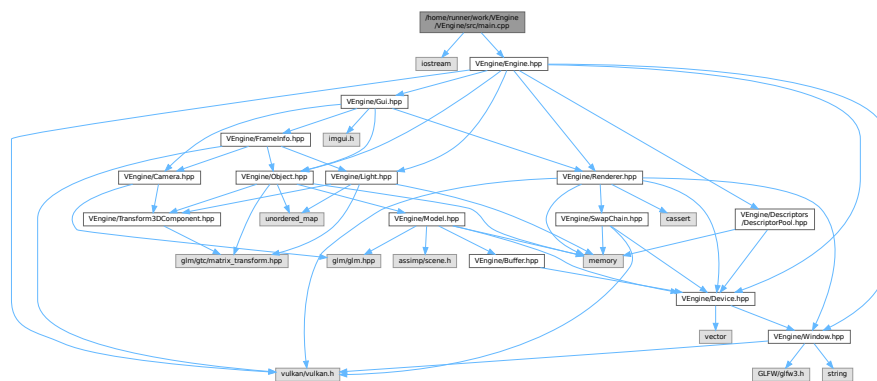 /home/runner/work/VEngine
/VEngine/src/main.cpp
iostream
VEngine/Engine.hpp
VEngine/Gui.hpp
VEngine/FrameInfo.hpp
imgui.h
VEngine/Camera.hpp
VEngine/Object.hpp
VEngine/Light.hpp
VEngine/Renderer.hpp
VEngine/Transform3DComponent.hpp
unordered_map
VEngine/Model.hpp
VEngine/SwapChain.hpp
cassert
VEngine/Descriptors
/DescriptorPool.hpp
glm/gtc/matrix_transform.hpp
glm/glm.hpp
assimp/scene.h
VEngine/Buffer.hpp
memory
VEngine/Device.hpp
vector
VEngine/Window.hpp
vulkan/vulkan.h
GLFW/glfw3.h
string